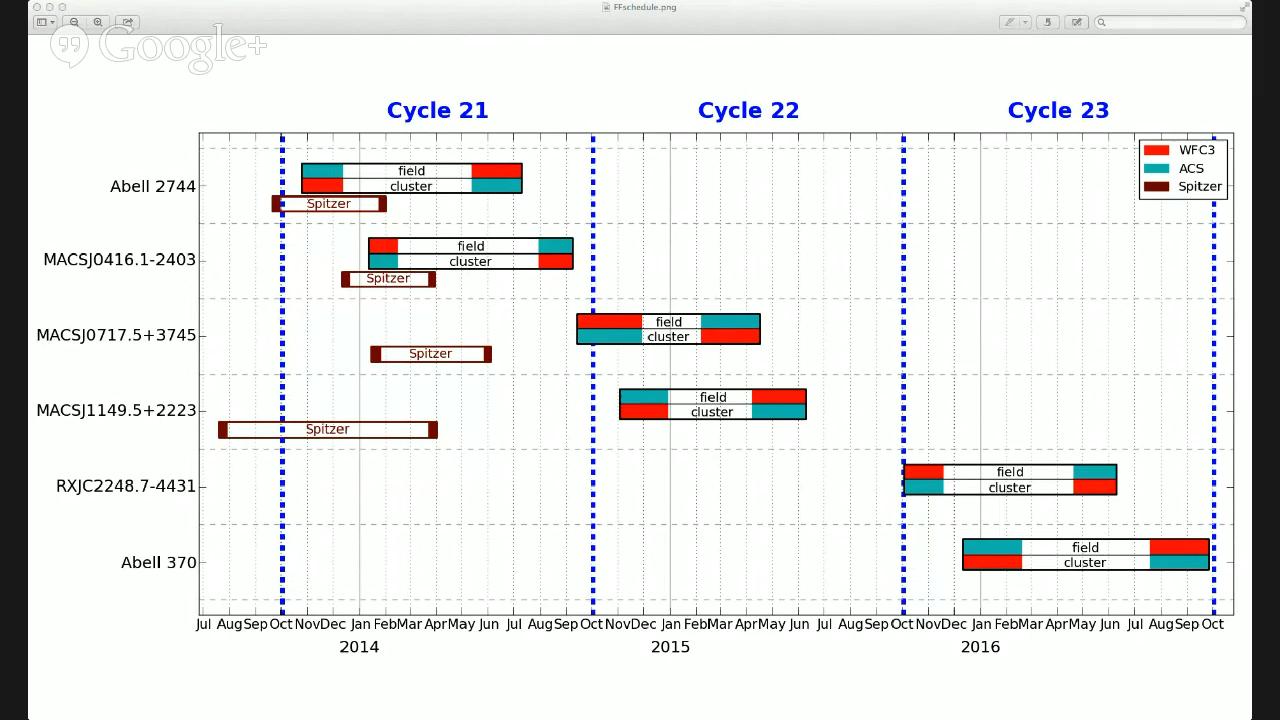 FFschedule.png
Google+
Cycle 21 Cycle 22 Cycle 23
WFC3
ACS
Spitzer
Abell 2744
field
cluster
Spitzer
MACSJ0416.1-2403
field
cluster
Spitzer
MACSJ0717.5+3745
field
cluster
Spitzer
MACSJ1149.5+2223
field
cluster
Spitzer
RXJC2248.7-4431
field
cluster
Abell 370
field
cluster
Jul Aug Sep Oct Nov Dec Jan Feb Mar Apr May Jun Jul Aug Sep Oct Nov Dec Jan Feb Mar Apr May Jun Jul Aug Sep Oct Nov Dec Jan Feb Mar Apr May Jun Jul Aug Sep Oct
2014 2015 2016